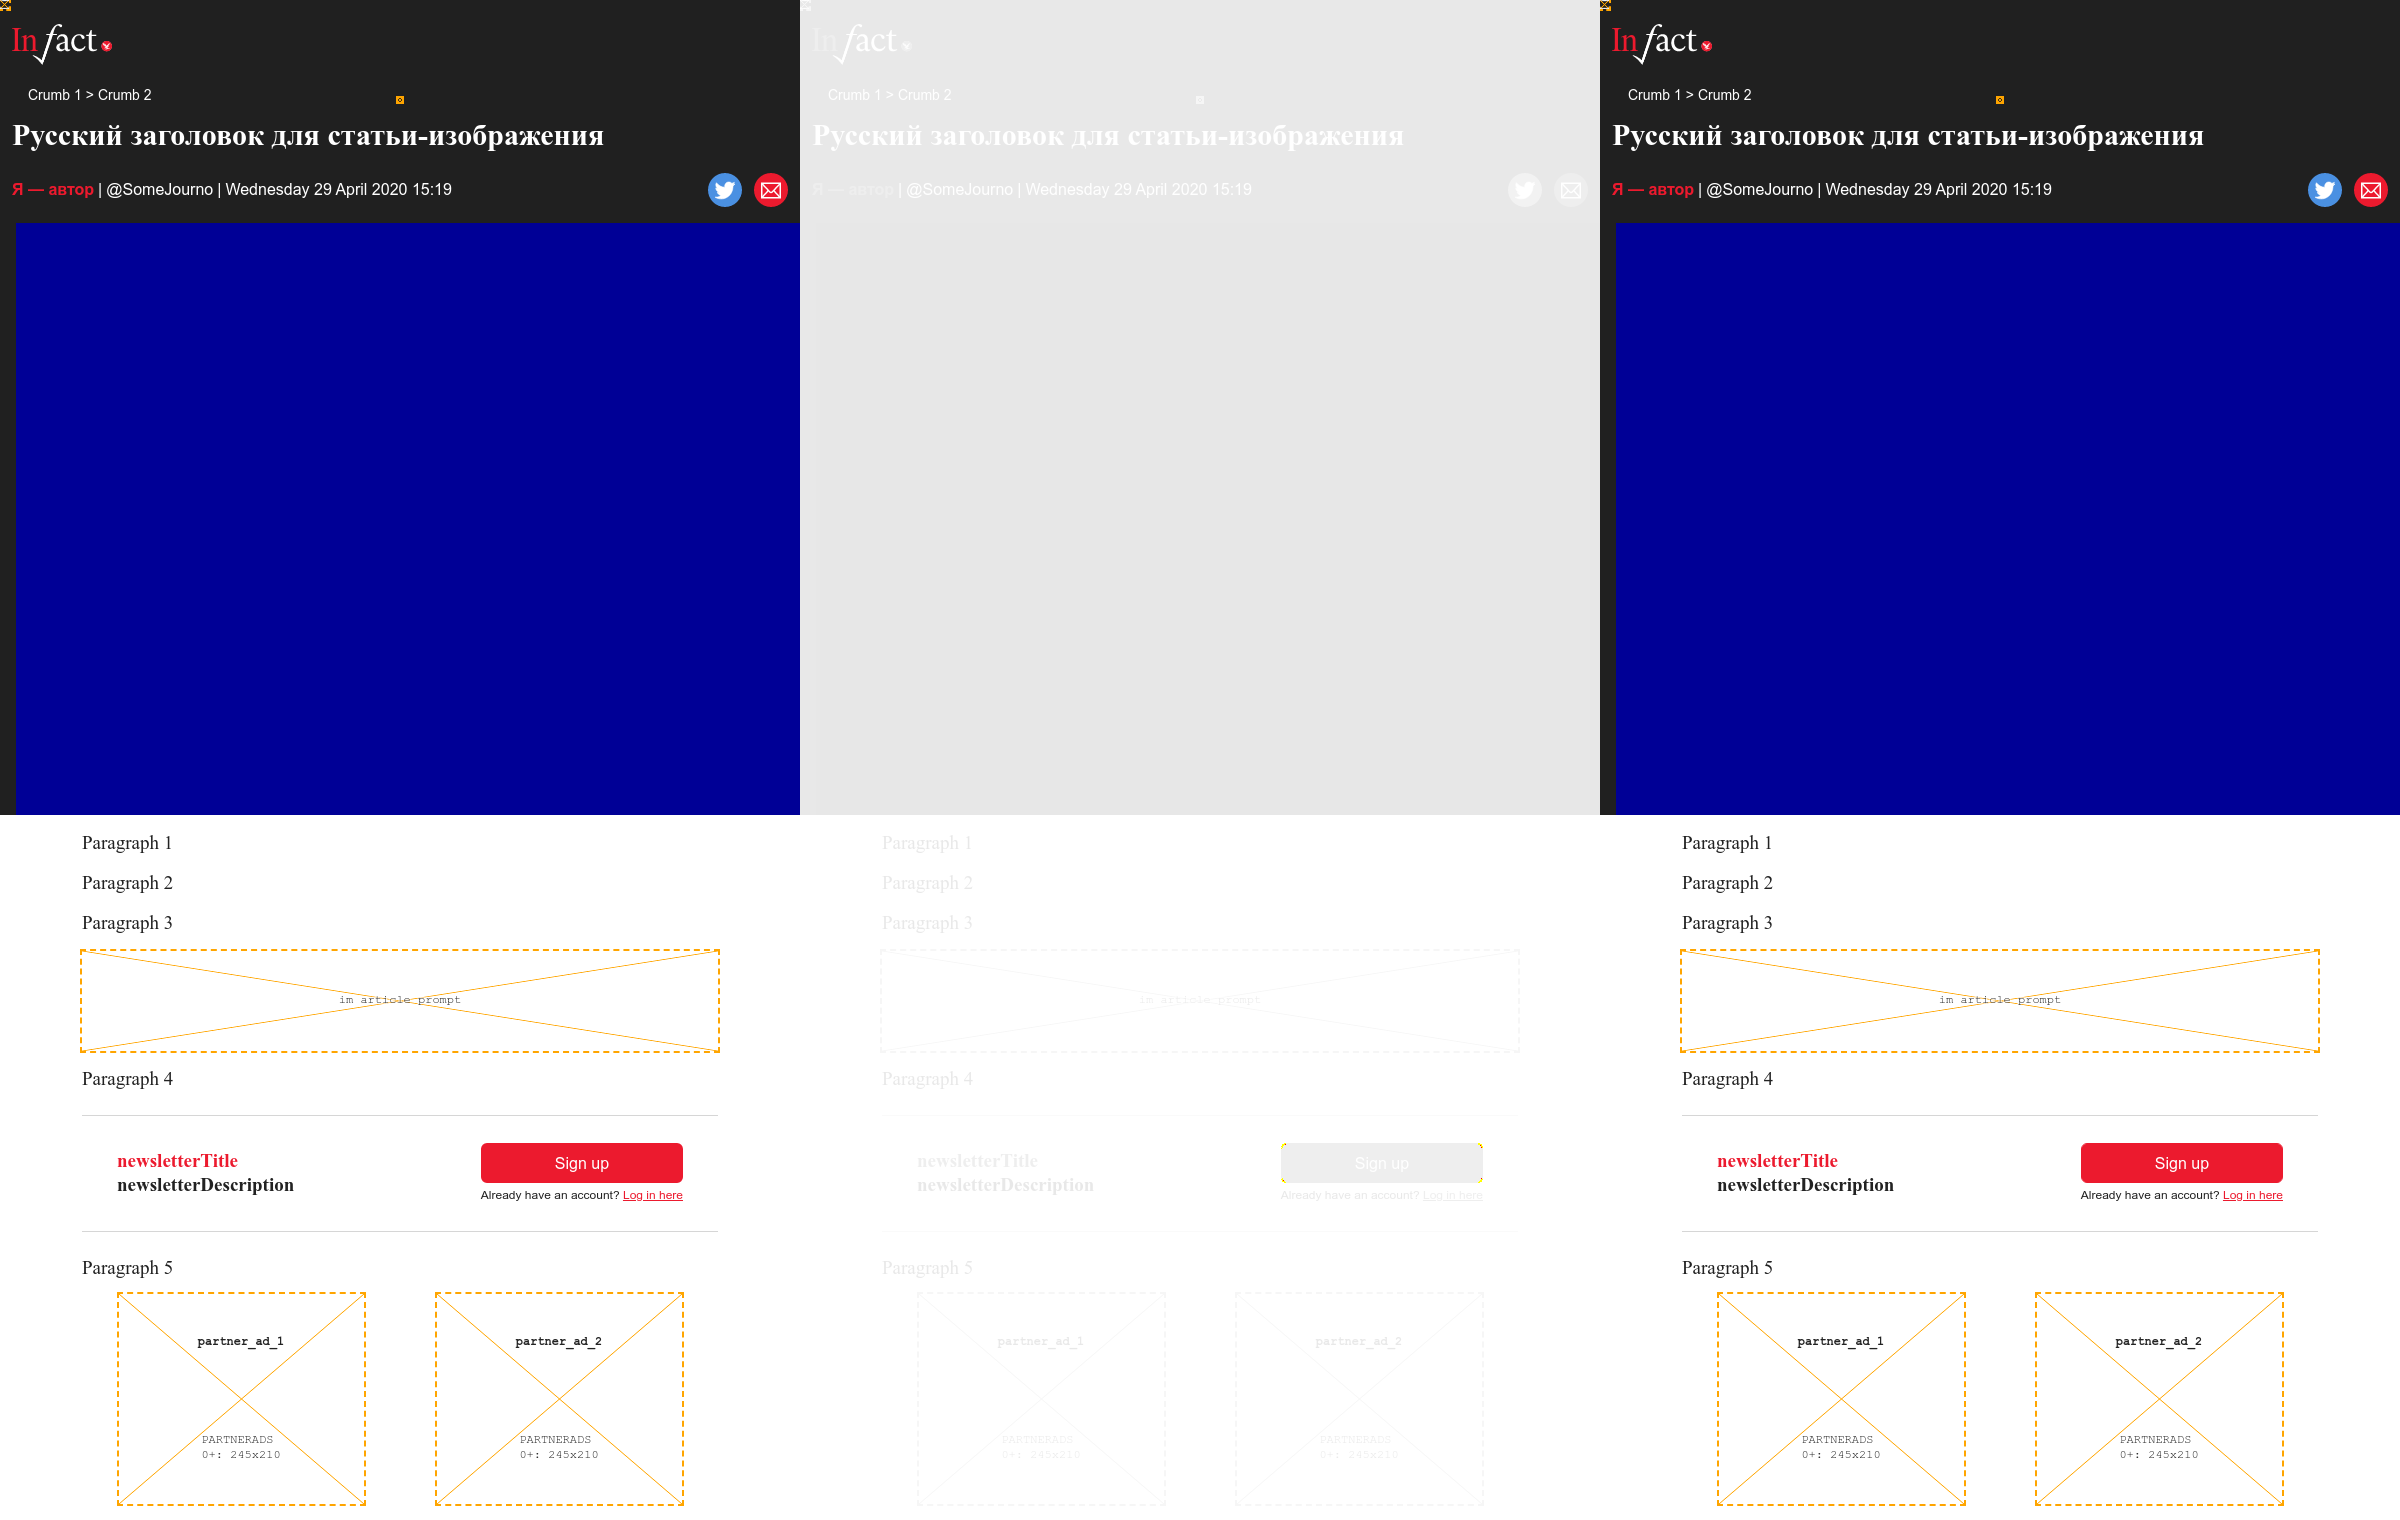 In fact
Crumb 1 > Crumb 2
Русский заголовок для статьи-изображения
Я — автор | @SomeJourno | Wednesday 29 April 2020 15:19
Paragraph 1
Paragraph 2
Paragraph 3
im article prompt
Paragraph 4
newsletterTitle
newsletterDescription
Sign up
Already have an account? Log in here
Paragraph 5
partner_ad_1
PARTNERADS
0+: 245x210
partner_ad_2
PARTNERADS
0+: 245x210
In fact
Crumb 1 > Crumb 2
Русский заголовок для статьи-изображения
Я — автор | @SomeJourno | Wednesday 29 April 2020 15:19
Paragraph 1
Paragraph 2
Paragraph 3
im article prompt
Paragraph 4
newsletterTitle
newsletterDescription
Sign up
Already have an account? Log in here
Paragraph 5
partner_ad_1
PARTNERADS
0+: 245x210
partner_ad_2
PARTNERADS
0+: 245x210
In fact
Crumb 1 > Crumb 2
Русский заголовок для статьи-изображения
Я — автор | @SomeJourno | Wednesday 29 April 2020 15:19
Paragraph 1
Paragraph 2
Paragraph 3
im article prompt
Paragraph 4
newsletterTitle
newsletterDescription
Sign up
Already have an account? Log in here
Paragraph 5
partner_ad_1
PARTNERADS
0+: 245x210
partner_ad_2
PARTNERADS
0+: 245x210